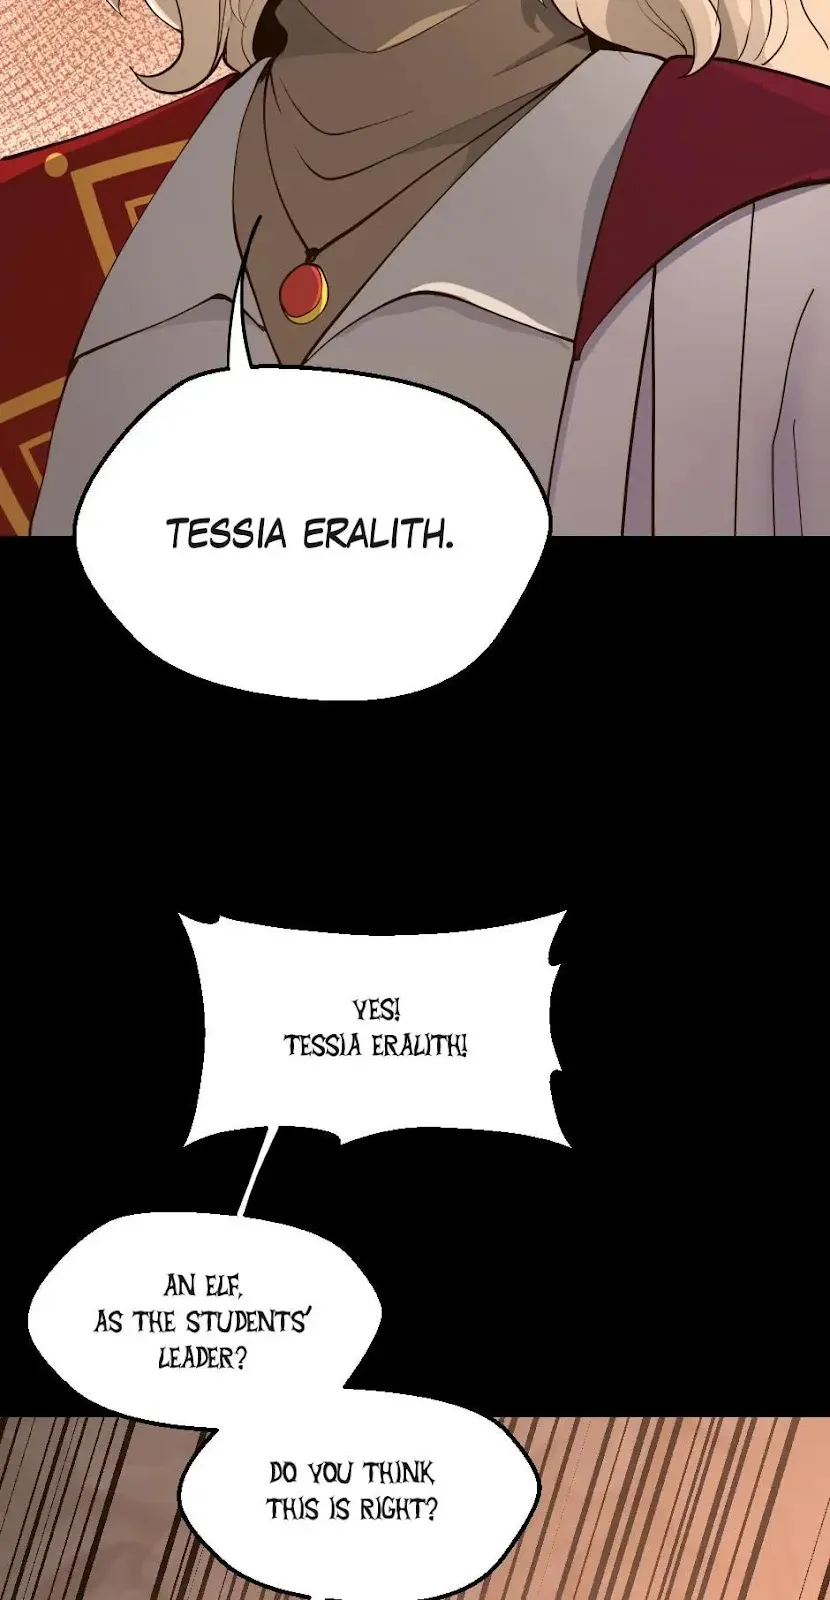 TESSIA ERALITH.
YES!
TESSIA ERALITH!
AN ELF,
AS THE STUDENTS'
LEADER?
DO YOU THINK
THIS IS RIGHT?